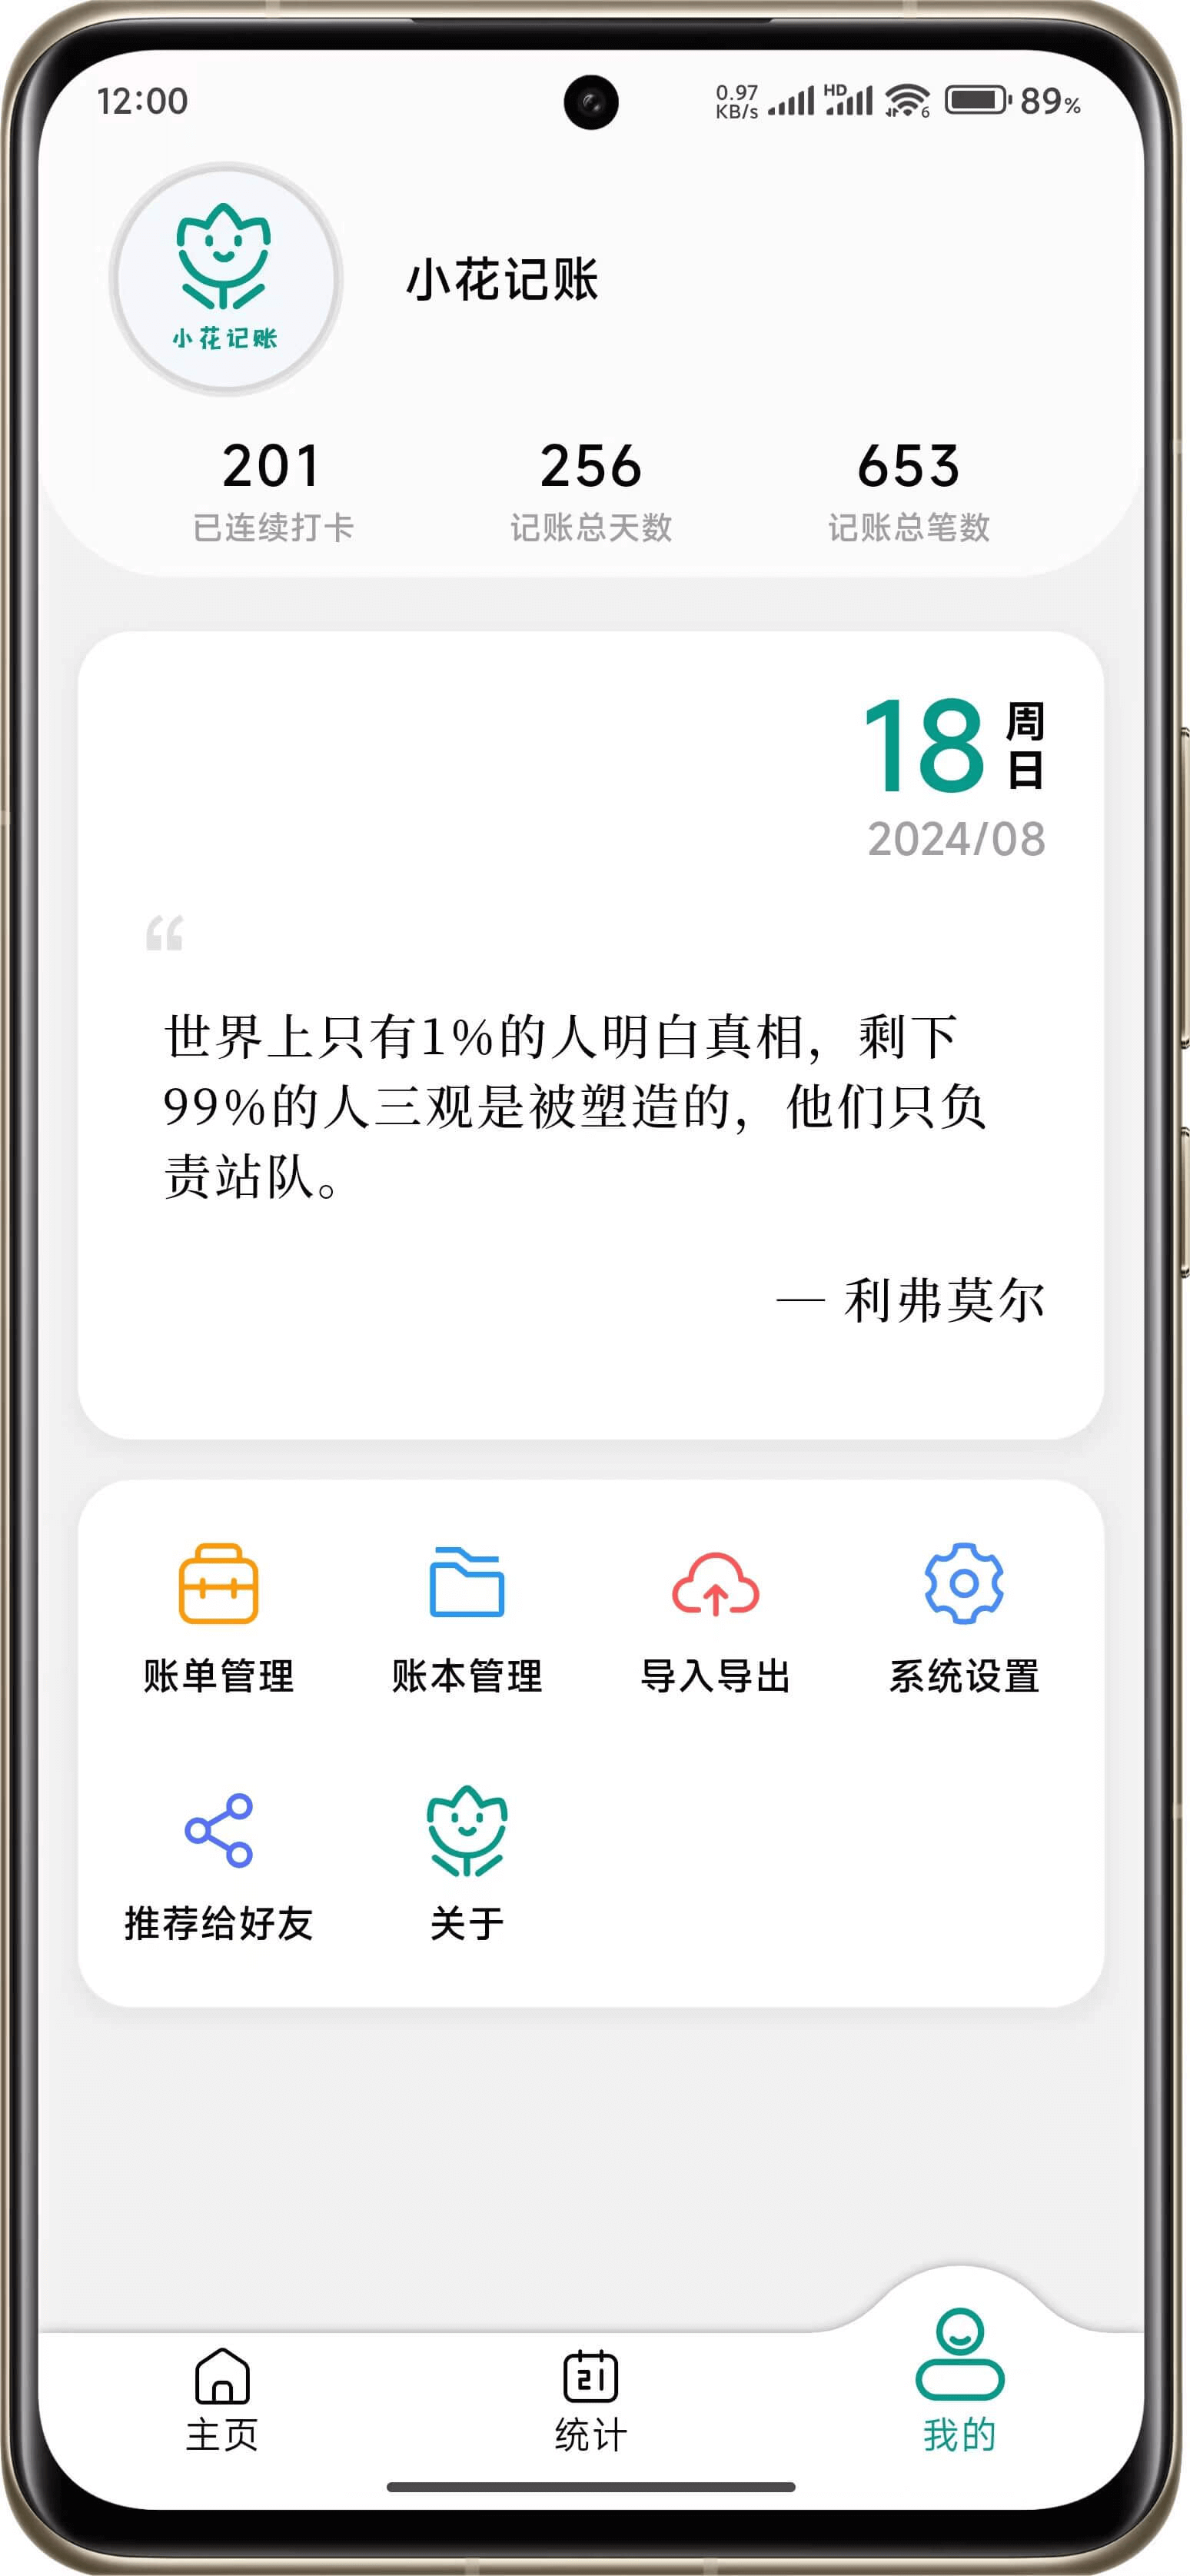 12:00
0.97
KB/s
HD
6
89%
小花记账
小花记账
201
256
653
已连续打卡
记账总天数
记账总笔数
18
周
日
2024/08
“
世界上只有1%的人明白真相，剩下
99%的人三观是被塑造的，他们只负
责站队。
— 利弗莫尔
账单管理
账本管理
导入导出
系统设置
推荐给好友
关于
21
主页
统计
我的